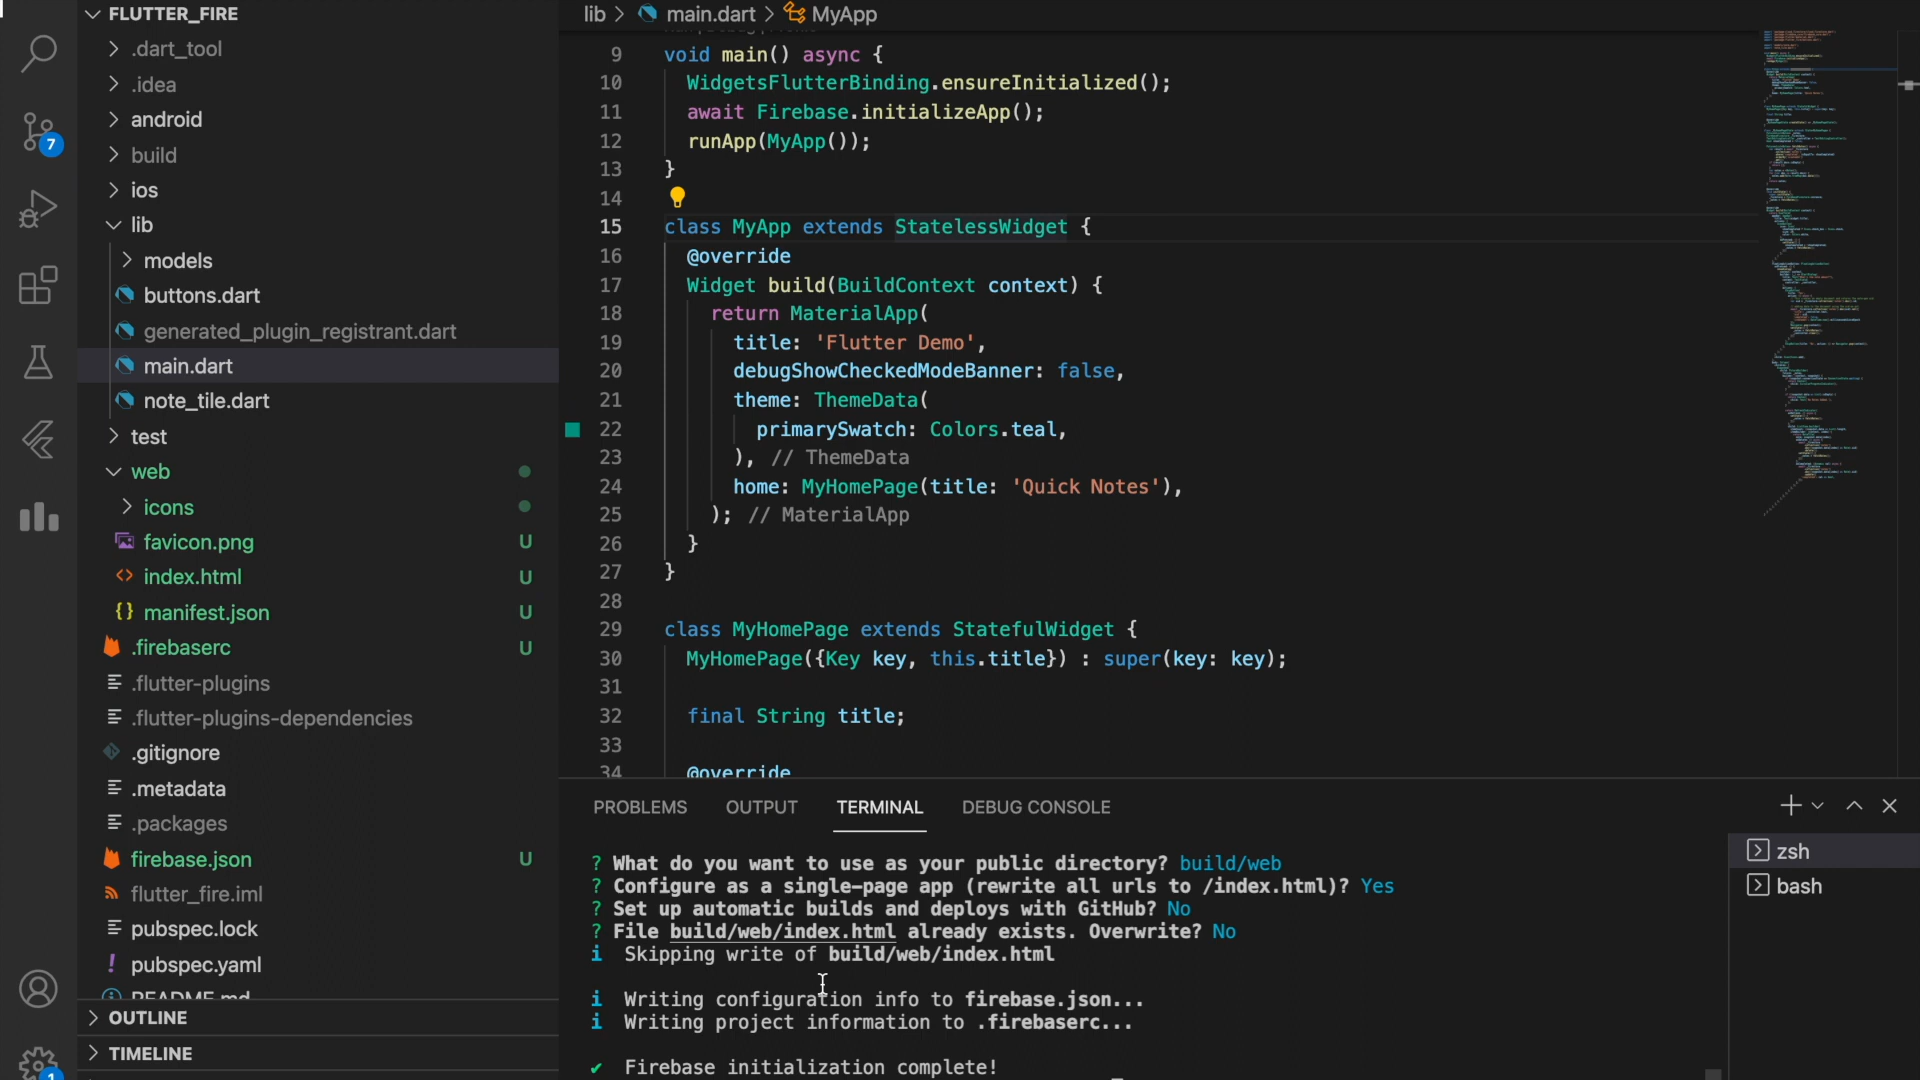 FLUTTER_FIRE
.dart_tool
.idea
android
build
ios
lib
models
buttons.dart
generated_plugin_registrant.dart
main.dart
note_tile.dart
test
web
icons
favicon.png U
index.html U
manifest.json U
.firebaserc U
.flutter-plugins
.flutter-plugins-dependencies
.gitignore
.metadata
.packages
firebase.json U
flutter_fire.iml
pubspec.lock
pubspec.yaml
README.md
OUTLINE
TIMELINE
7
1
lib > main.dart > MyApp
9 void main() async {
10 WidgetsFlutterBinding.ensureInitialized();
11 await Firebase.initializeApp();
12 runApp(MyApp());
13 }
14
15 class MyApp extends StatelessWidget {
16 @override
17 Widget build(BuildContext context) {
18 return MaterialApp(
19 title: 'Flutter Demo',
20 debugShowCheckedModeBanner: false,
21 theme: ThemeData(
22 primarySwatch: Colors.teal,
23 ), // ThemeData
24 home: MyHomePage(title: 'Quick Notes'),
25 ); // MaterialApp
26 }
27 }
28
29 class MyHomePage extends StatefulWidget {
30 MyHomePage({Key key, this.title}) : super(key: key);
31
32 final String title;
33
34 @override
PROBLEMS OUTPUT TERMINAL DEBUG CONSOLE
? What do you want to use as your public directory? build/web
? Configure as a single-page app (rewrite all urls to /index.html)? Yes
? Set up automatic builds and deploys with GitHub? No
? File build/web/index.html already exists. Overwrite? No
i Skipping write of build/web/index.html
i Writing configuration info to firebase.json...
i Writing project information to .firebaserc...
✔ Firebase initialization complete!
zsh
bash